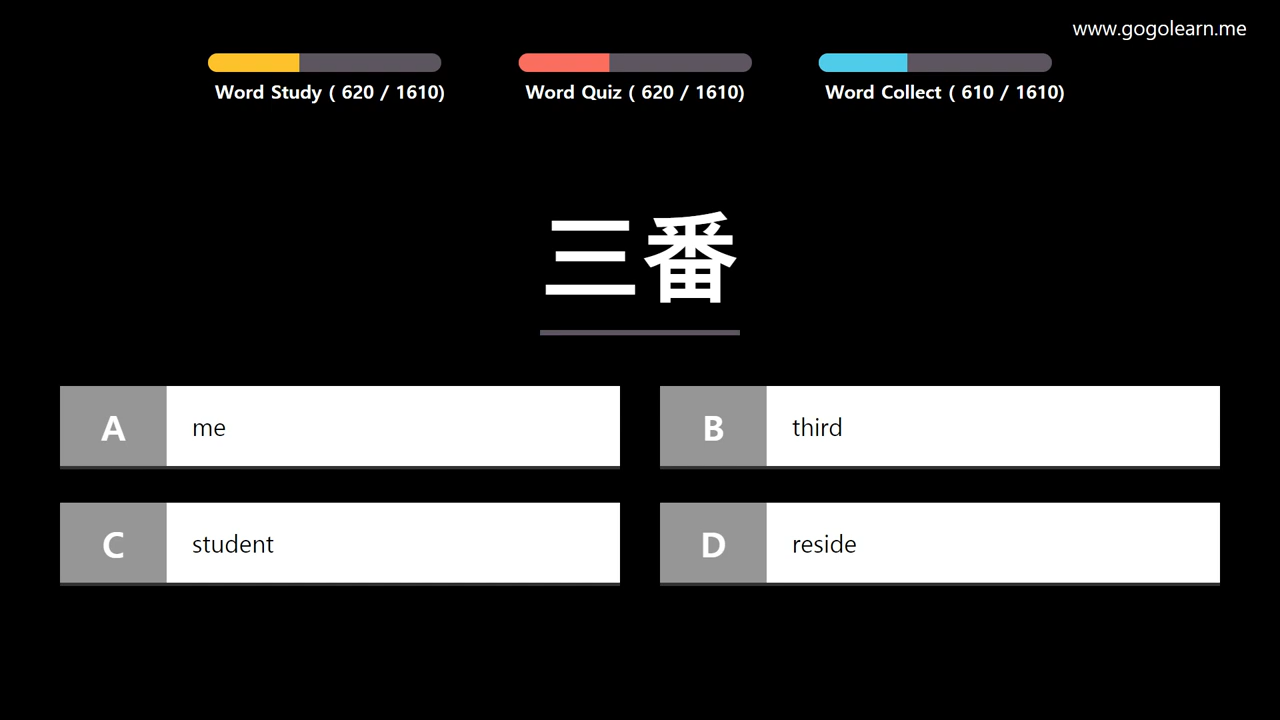 www.gogolearn.me
Word Study ( 620 / 1610)
Word Quiz ( 620 / 1610)
Word Collect ( 610 / 1610)
三番
A
me
B
third
C
student
D
reside